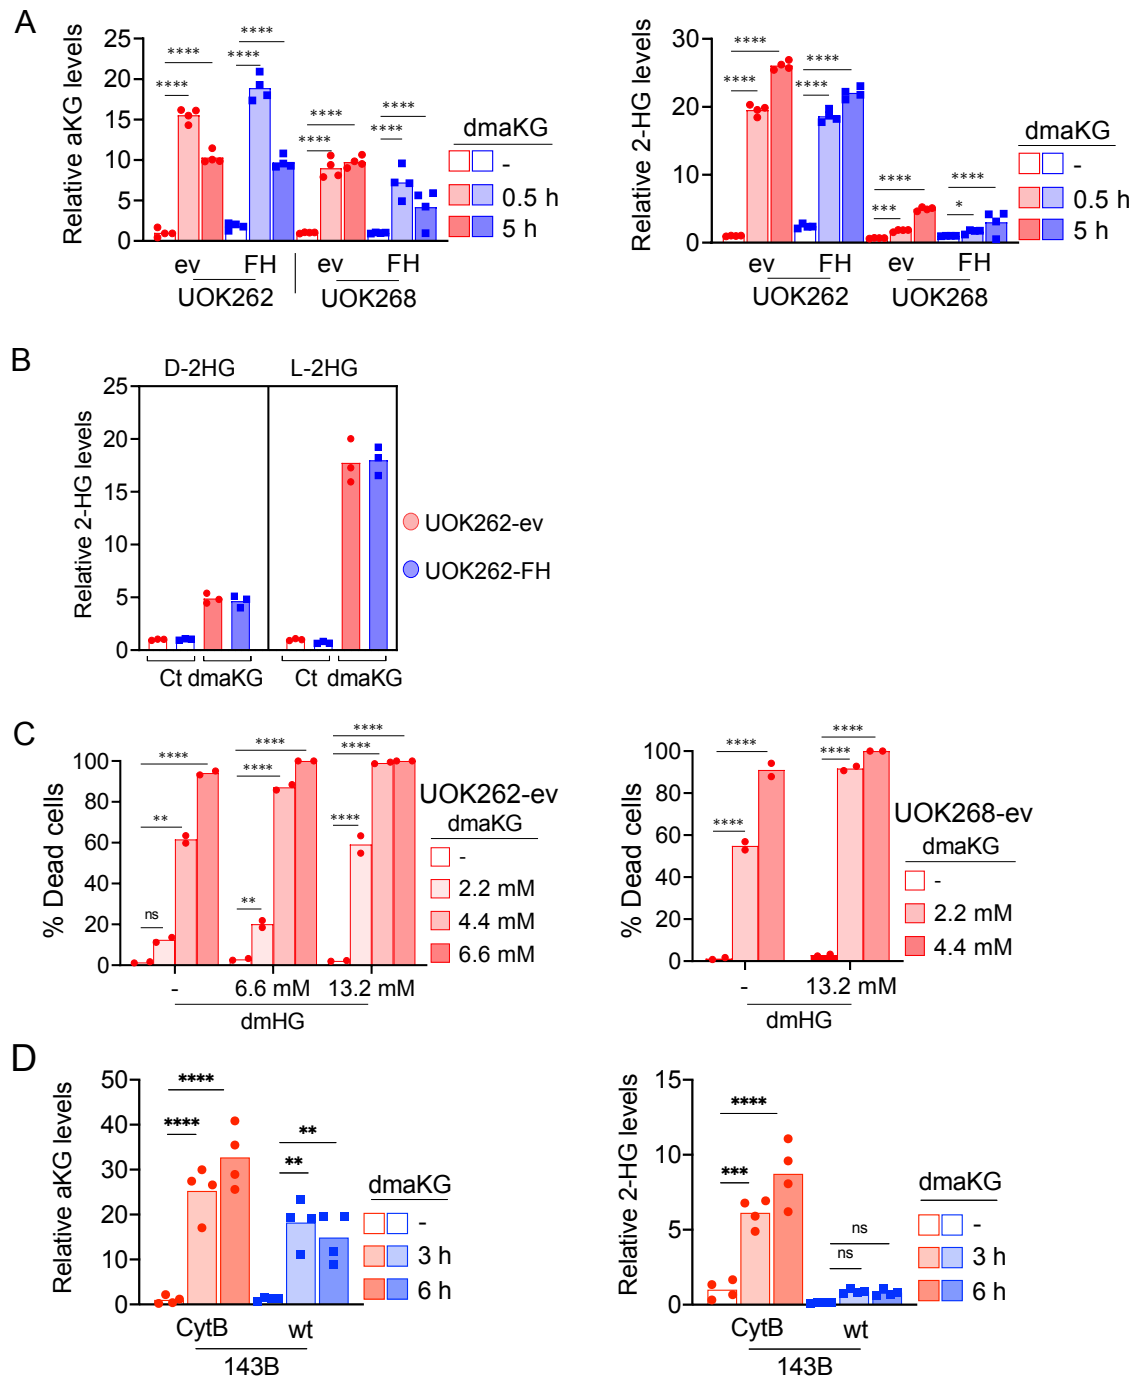 A
Relative aKG levels
25
20
15
10
5
0
**** **** **** **** **** **** **** ****
ev FH ev FH
UOK262 UOK268
dmaKG
-
0.5 h
5 h
Relative 2-HG levels
30
20
10
0
**** **** **** **** *** **** * ****
ev FH ev FH
UOK262 UOK268
dmaKG
-
0.5 h
5 h
B
D-2HG L-2HG
Relative 2-HG levels
25
20
15
10
5
0
Ct dmaKG Ct dmaKG
UOK262-ev
UOK262-FH
C
% Dead cells
100
80
60
40
20
0
ns ** **** ** **** **** **** **** ****
- 6.6 mM 13.2 mM
dmHG
UOK262-ev
dmaKG
-
2.2 mM
4.4 mM
6.6 mM
% Dead cells
100
80
60
40
20
0
**** **** **** ****
- 13.2 mM
dmHG
UOK268-ev
dmaKG
-
2.2 mM
4.4 mM
D
Relative aKG levels
50
40
30
20
10
0
**** **** ** **
CytB wt
143B
dmaKG
-
3 h
6 h
Relative 2-HG levels
15
10
5
0
*** **** ns ns
CytB wt
143B
dmaKG
-
3 h
6 h